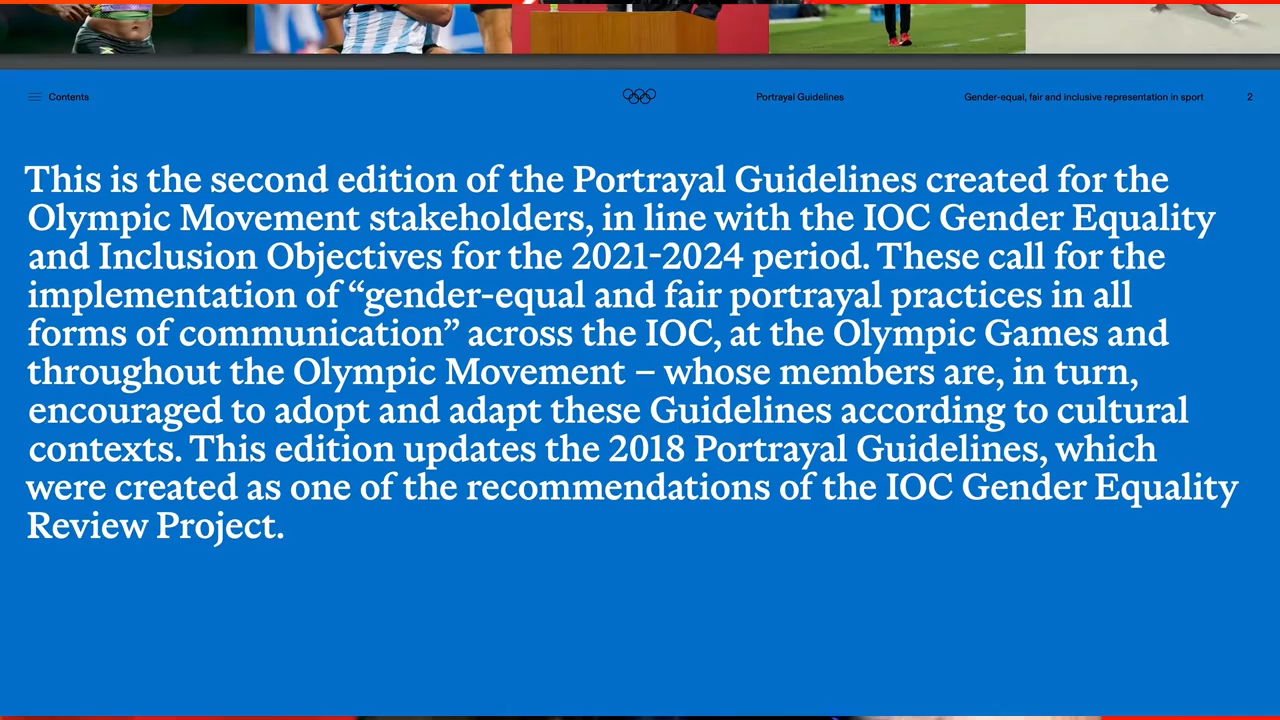 Contents
Portrayal Guidelines
Gender-equal, fair and inclusive representation in sport
2
This is the second edition of the Portrayal Guidelines created for the
Olympic Movement stakeholders, in line with the IOC Gender Equality
and Inclusion Objectives for the 2021-2024 period. These call for the
implementation of “gender-equal and fair portrayal practices in all
forms of communication” across the IOC, at the Olympic Games and
throughout the Olympic Movement – whose members are, in turn,
encouraged to adopt and adapt these Guidelines according to cultural
contexts. This edition updates the 2018 Portrayal Guidelines, which
were created as one of the recommendations of the IOC Gender Equality
Review Project.